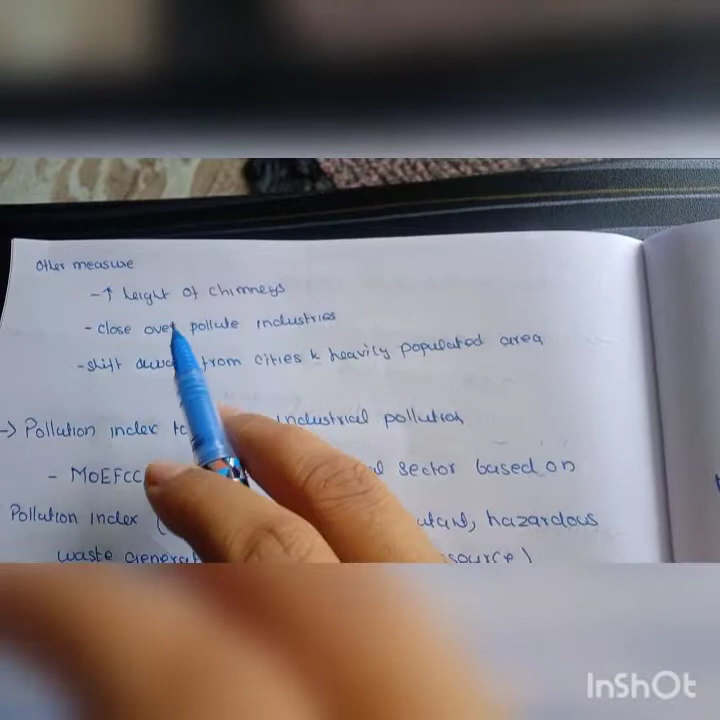 Other measure
- ↑ height of chimneys
- close over pollute industries
- shift from cities & heavily populated area
-> Pollution index industrial pollution
- MOEFCC sector based on
Pollution index ( hazardous
waste source)
InShOt